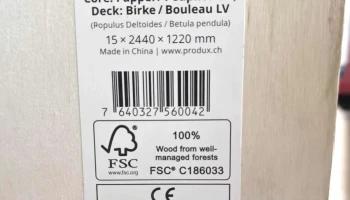 Deck: Birke / Bouleau LV
(Populus Deltoides / Betula pendula)
15 × 2440 × 1220 mm
Made in China | www.produx.ch
7 640327 560042
FSC
www.fsc.org
100%
Wood from well-
managed forests
FSC® C186033
CE